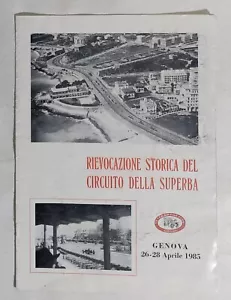 RIEVOCAZIONE STORICA DEL
CIRCUITO DELLA SUPERBA
GENOVA
26-28 Aprile 1985